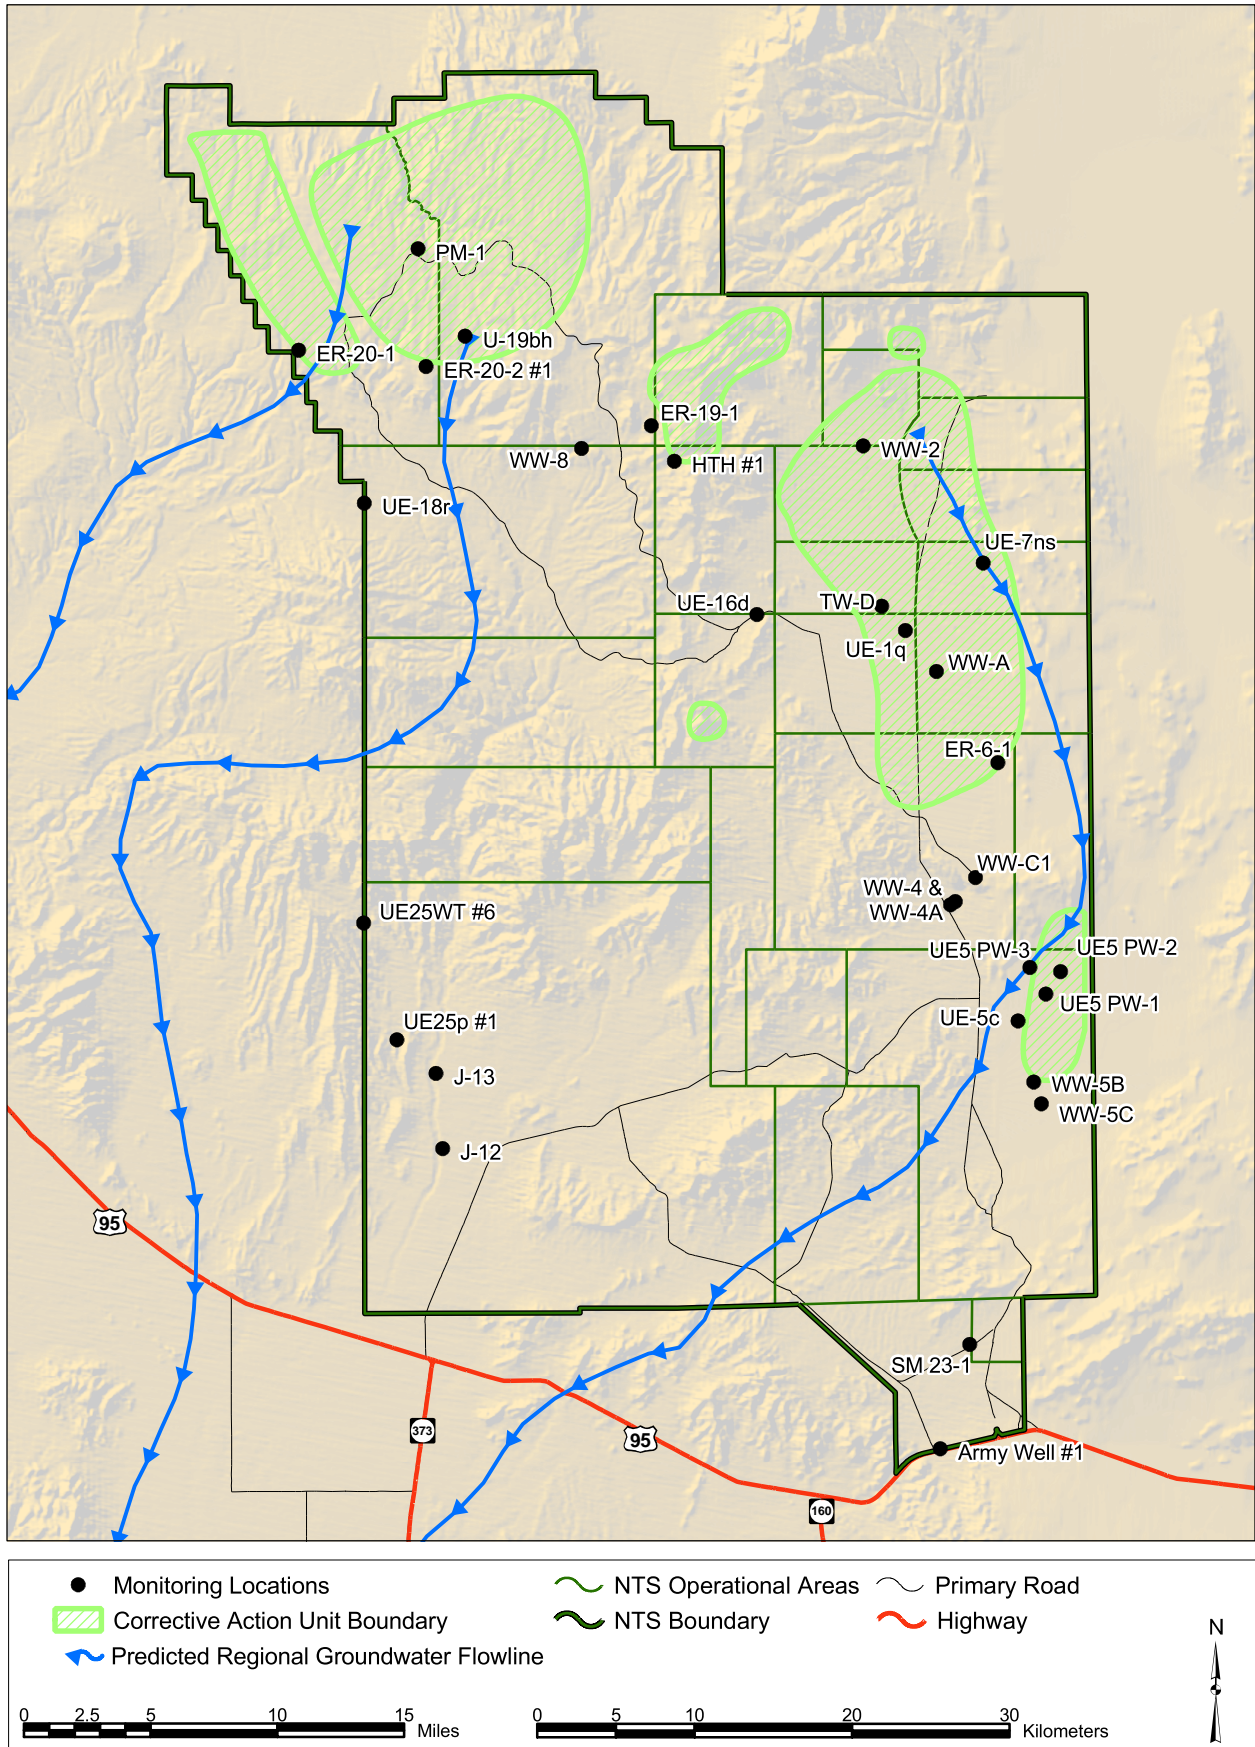 PM-1
U-19bh
ER-20-1
ER-20-2 #1
ER-19-1
WW-8
HTH #1
WW-2
UE-18r
UE-7ns
UE-16d
TW-D
UE-1q
WW-A
ER-6-1
WW-C1
WW-4 &
WW-4A
UE25WT #6
UE5 PW-3
UE5 PW-2
UE5 PW-1
UE-5c
UE25p #1
J-13
WW-5B
WW-5C
J-12
95
SM 23-1
373
95
Army Well #1
160
Monitoring Locations
NTS Operational Areas
Primary Road
Corrective Action Unit Boundary
NTS Boundary
Highway
Predicted Regional Groundwater Flowline
N
0 2.5 5 10 15
Miles
0 5 10 20 30
Kilometers